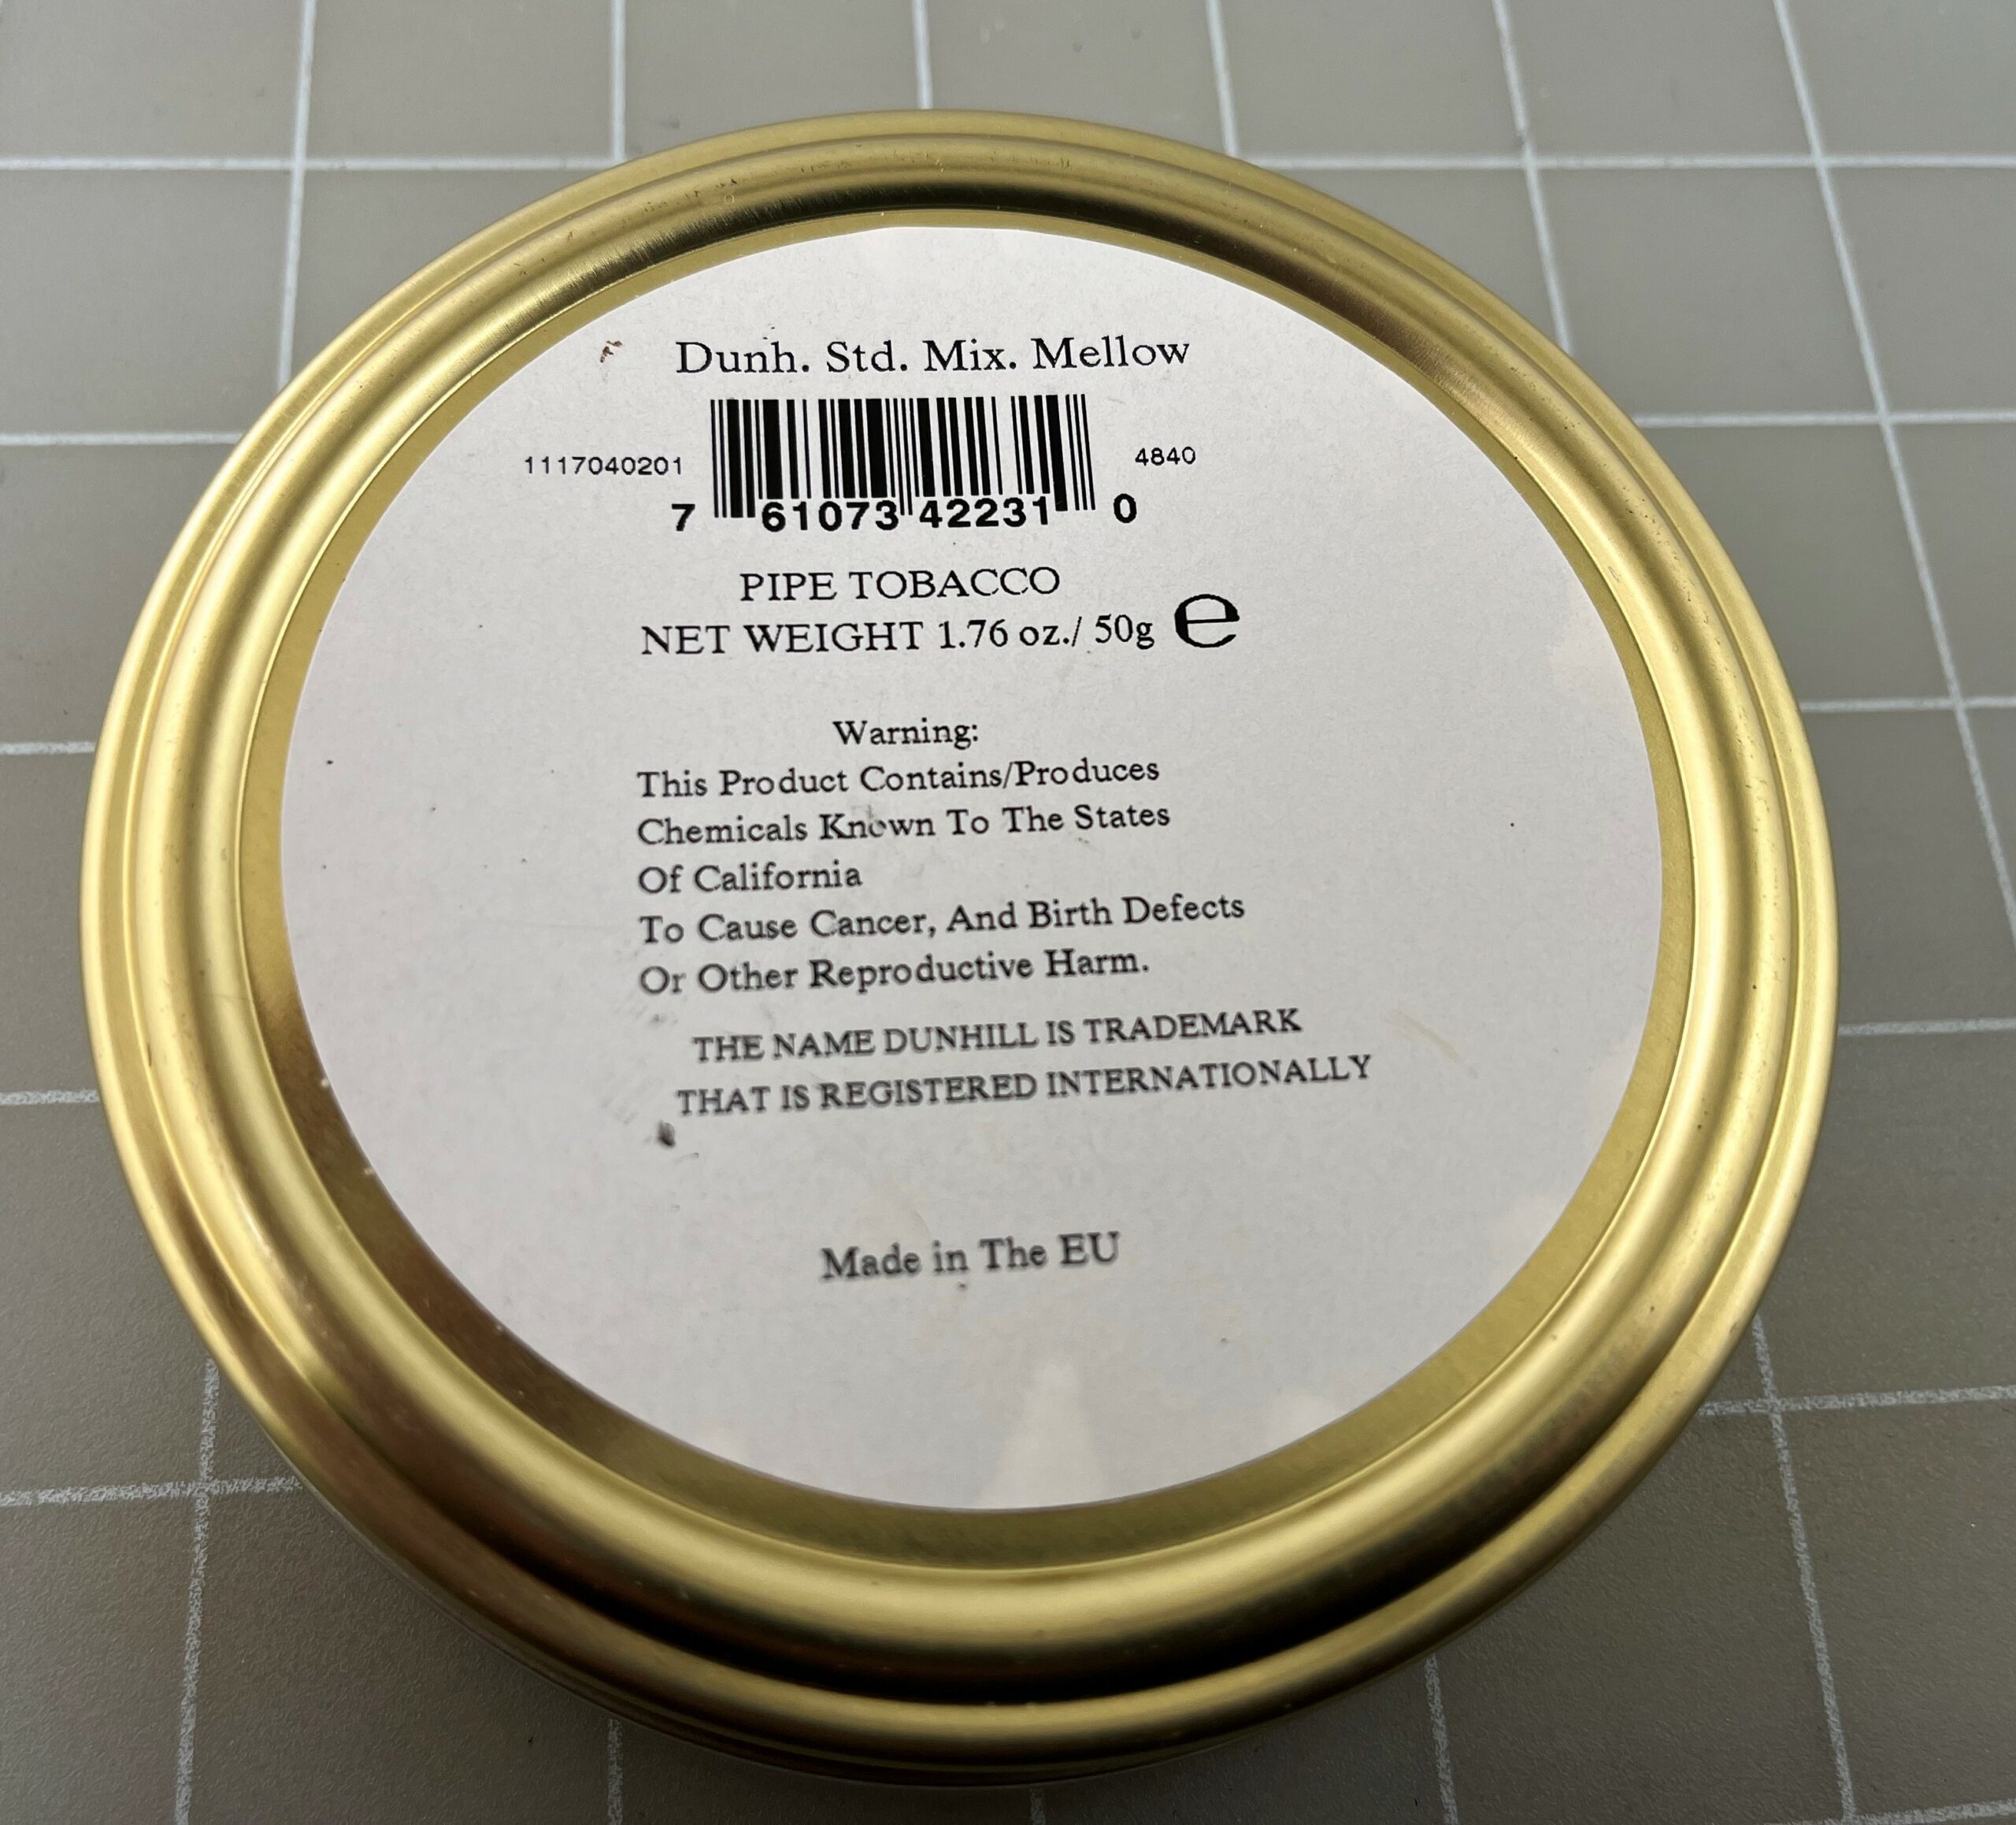 Dunh. Std. Mix. Mellow
1117040201
4840
7 61073 42231 0
PIPE TOBACCO
NET WEIGHT 1.76 oz./ 50g e
Warning:
This Product Contains/Produces
Chemicals Known To The States
Of California
To Cause Cancer, And Birth Defects
Or Other Reproductive Harm.
THE NAME DUNHILL IS TRADEMARK
THAT IS REGISTERED INTERNATIONALLY
Made in The EU